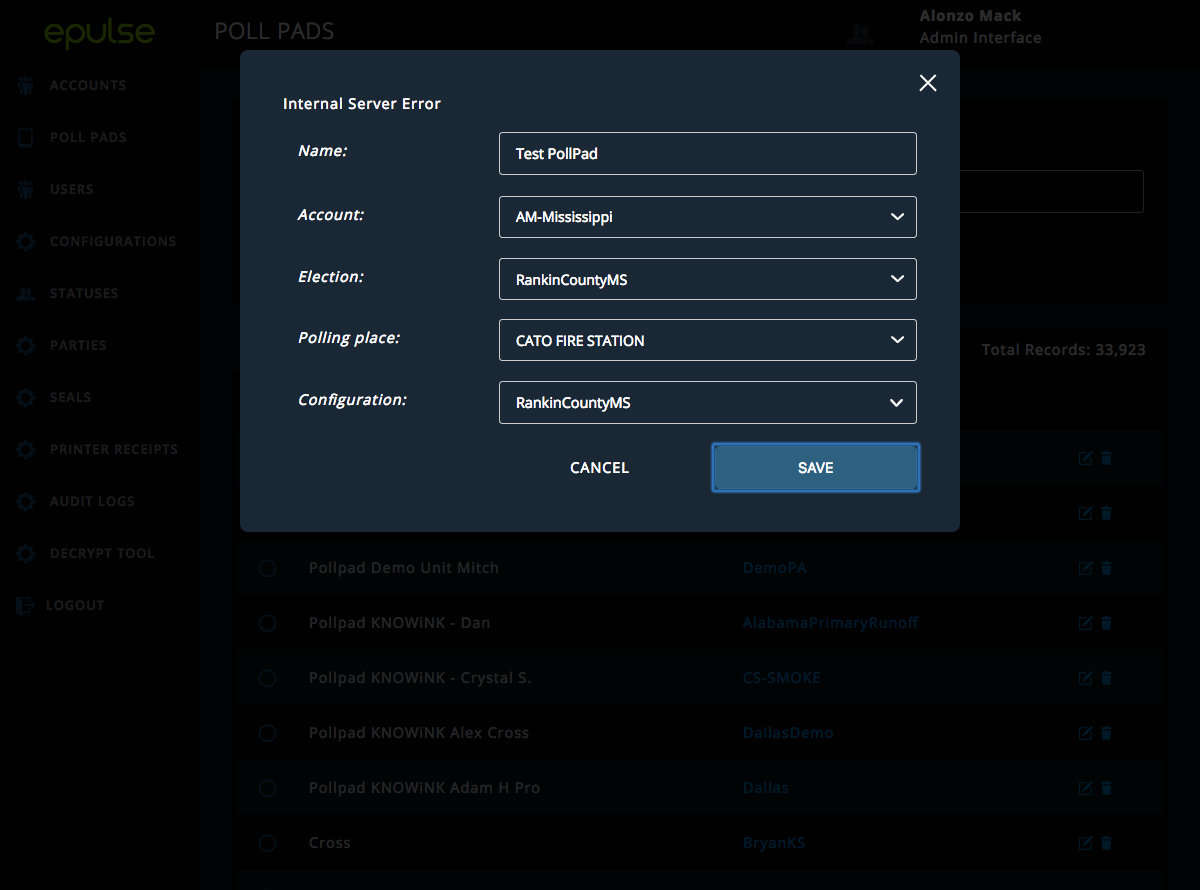 epulse
POLL PADS
Alonzo Mack
Admin Interface
ACCOUNTS
POLL PADS
USERS
CONFIGURATIONS
STATUSES
PARTIES
SEALS
PRINTER RECEIPTS
AUDIT LOGS
DECRYPT TOOL
LOGOUT
Internal Server Error
Name: Test PollPad
Account: AM-Mississippi
Election: RankinCountyMS
Polling place: CATO FIRE STATION
Configuration: RankinCountyMS
CANCEL SAVE
Total Records: 33,923
Pollpad Demo Unit Mitch DemoPA
Pollpad KNOWiNK - Dan AlabamaPrimaryRunoff
Pollpad KNOWiNK - Crystal S. CS-SMOKE
Pollpad KNOWiNK Alex Cross DallasDemo
Pollpad KNOWiNK Adam H Pro Dallas
Cross BryanKS